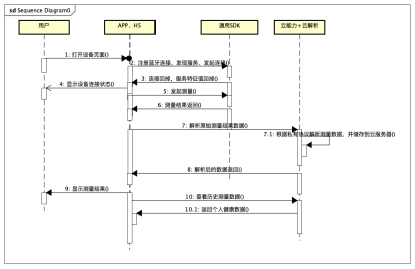 sd Sequence Diagram0
用户
APP、H5
通用SDK
云能力+云解析
1: 打开设备页面()
2: 注册蓝牙连接、发现服务、发起连接()
3: 连接回掉、服务特征值回掉()
4: 显示设备连接状态()
5: 发起测量()
6: 测量结果返回()
7: 解析原始测量结果数据()
7.1: 根据私有协议解析测量数据，并储存到云服务器()
8: 解析后的数据返回()
9: 显示测量结果()
10: 查看历史测量数据()
10.1: 返回个人健康数据()